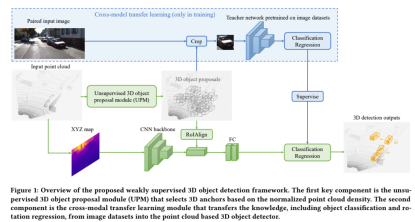 Cross-modal transfer learning (only in training)
Paired input image
Teacher network pretrained on image datasets
Crop
Classification
Regression
Input point cloud
Unsupervised 3D object
proposal module (UPM)
3D object proposals
Supervise
3D detection outputs
XYZ map
CNN backbone
RoIAlign
FC
Classification
Regression
Figure 1: Overview of the proposed weakly supervised 3D object detection framework. The first key component is the unsu-
pervised 3D object proposal module (UPM) that selects 3D anchors based on the normalized point cloud density. The second
component is the cross-modal transfer learning module that transfers the knowledge, including object classification and ro-
tation regression, from image datasets into the point cloud based 3D object detector.